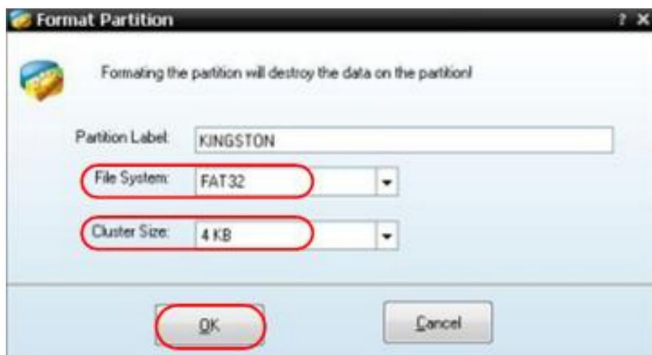 Format Partition ? X
Formating the partition will destroy the data on the partition!
Partition Label: KINGSTON
File System: FAT32
Cluster Size: 4 KB
OK Cancel